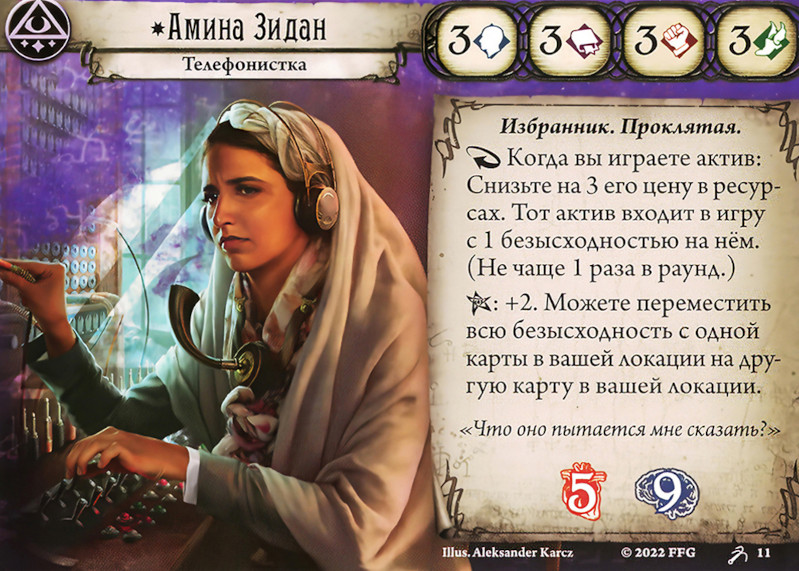 ✶Амина Зидан
Телефонистка
3 3 3 3
Избранник. Проклятая.
Когда вы играете актив:
Снизьте на 3 его цену в ресур-
сах. Тот актив входит в игру
с 1 безысходностью на нём.
(Не чаще 1 раза в раунд.)
: +2. Можете переместить
всю безысходность с одной
карты в вашей локации на дру-
гую карту в вашей локации.
«Что оно пытается мне сказать?»
5 9
Illus. Aleksander Karcz © 2022 FFG 11